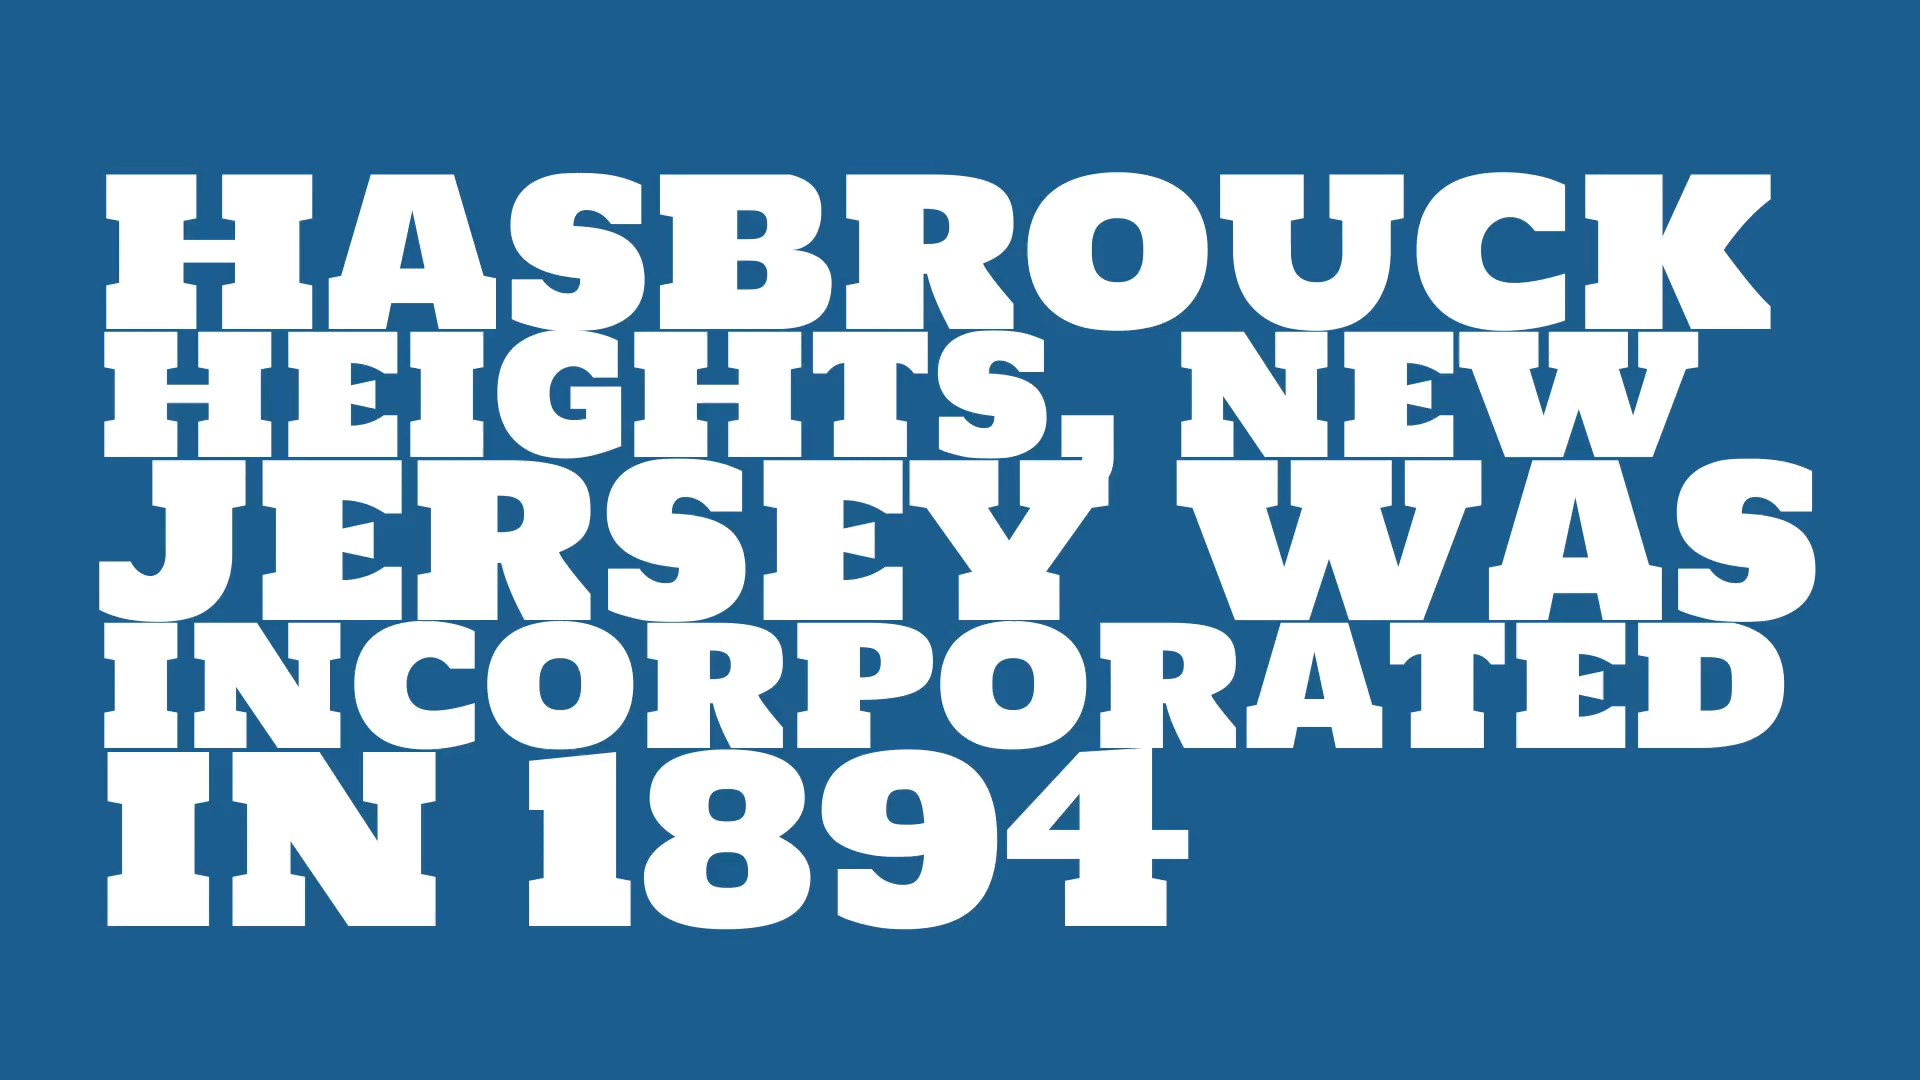 HASBROUCK
HEIGHTS, NEW
JERSEY WAS
INCORPORATED
IN 1894